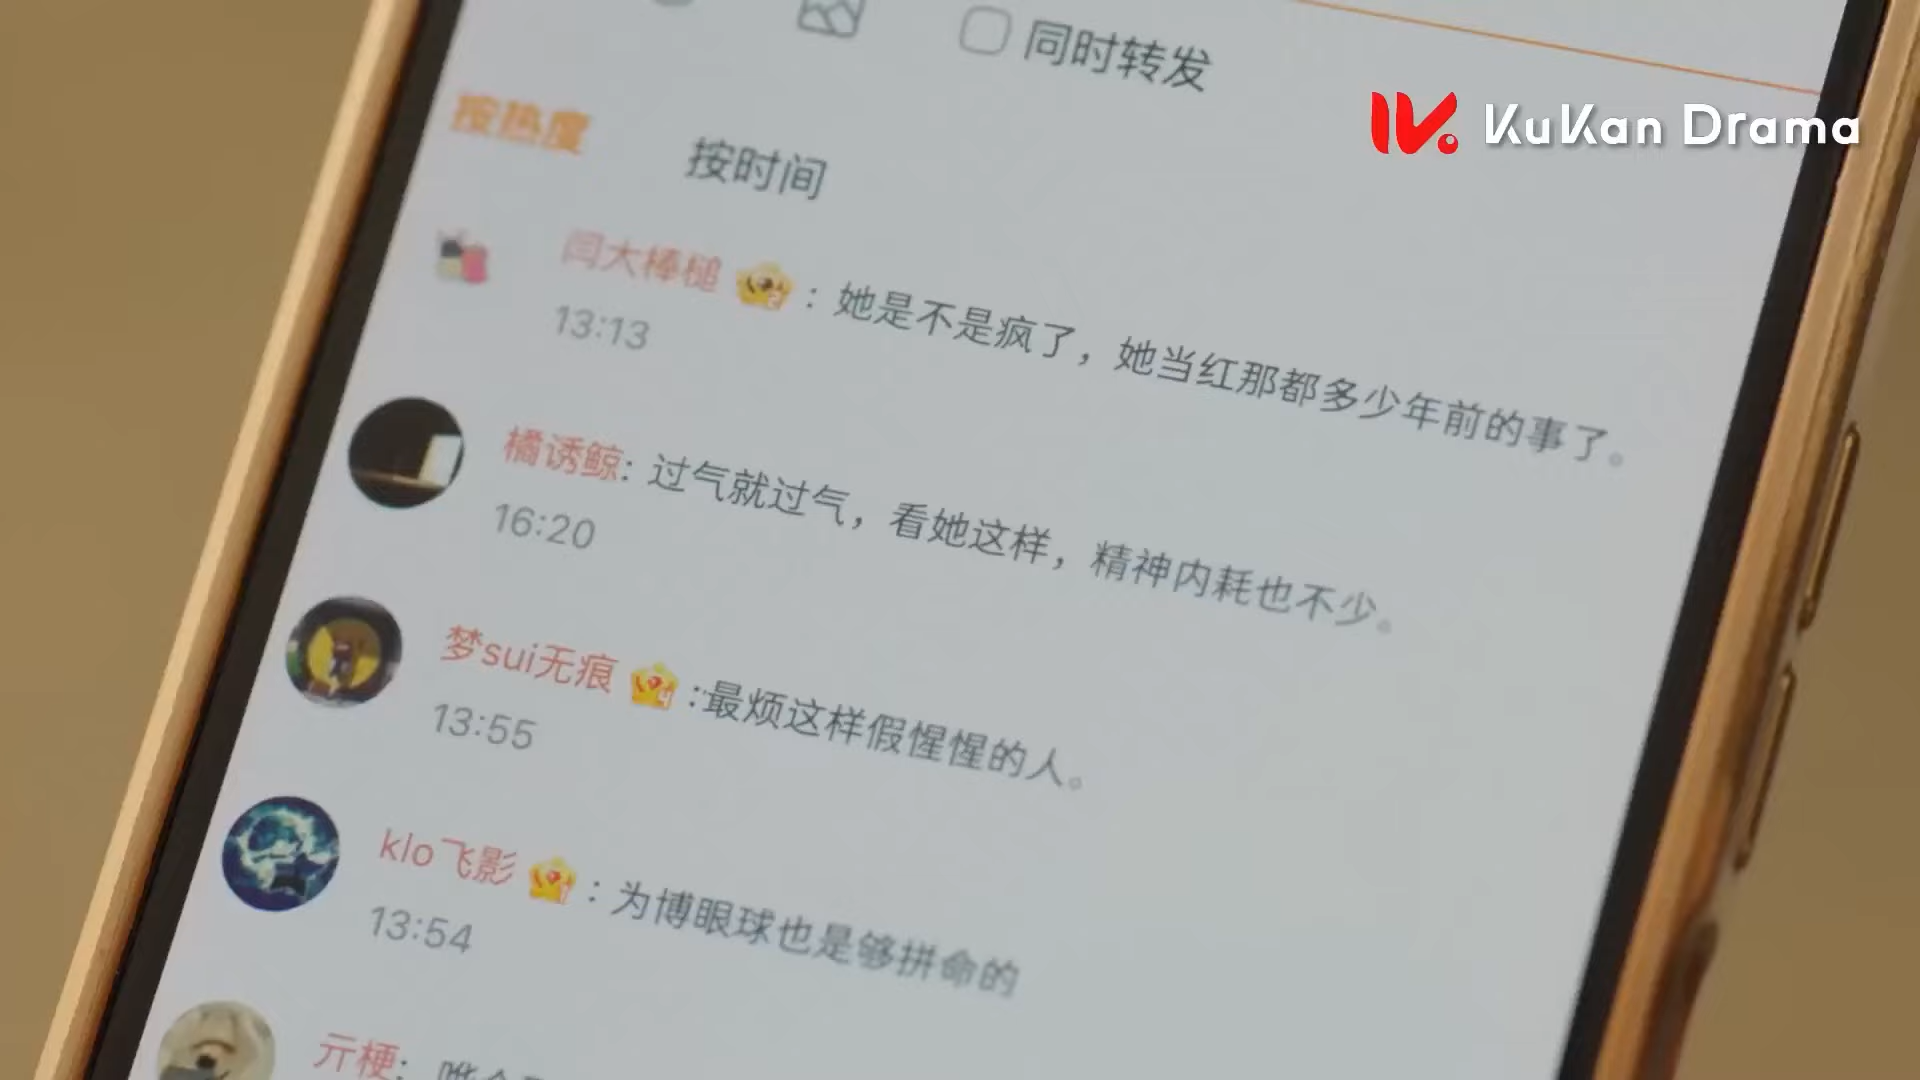 同时转发
KuKan Drama
按热度 按时间
闫大棒槌 : 她是不是疯了，她当红那都多少年前的事了。
13:13
橘诱鲸: 过气就过气，看她这样，精神内耗也不少。
16:20
梦sui无痕 : 最烦这样假惺惺的人。
13:55
klo飞影 : 为博眼球也是够拼命的
13:54
亓梗: